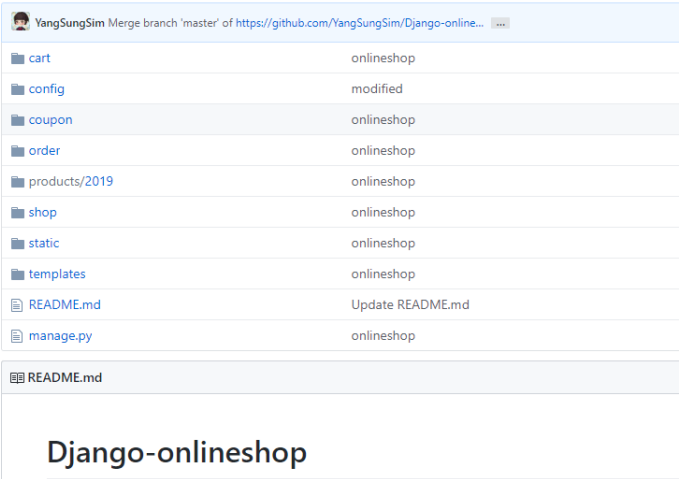 YangSungSim Merge branch 'master' of https://github.com/YangSungSim/Django-online... ...
cart onlineshop
config modified
coupon onlineshop
order onlineshop
products/2019 onlineshop
shop onlineshop
static onlineshop
templates onlineshop
README.md Update README.md
manage.py onlineshop
README.md
Django-onlineshop